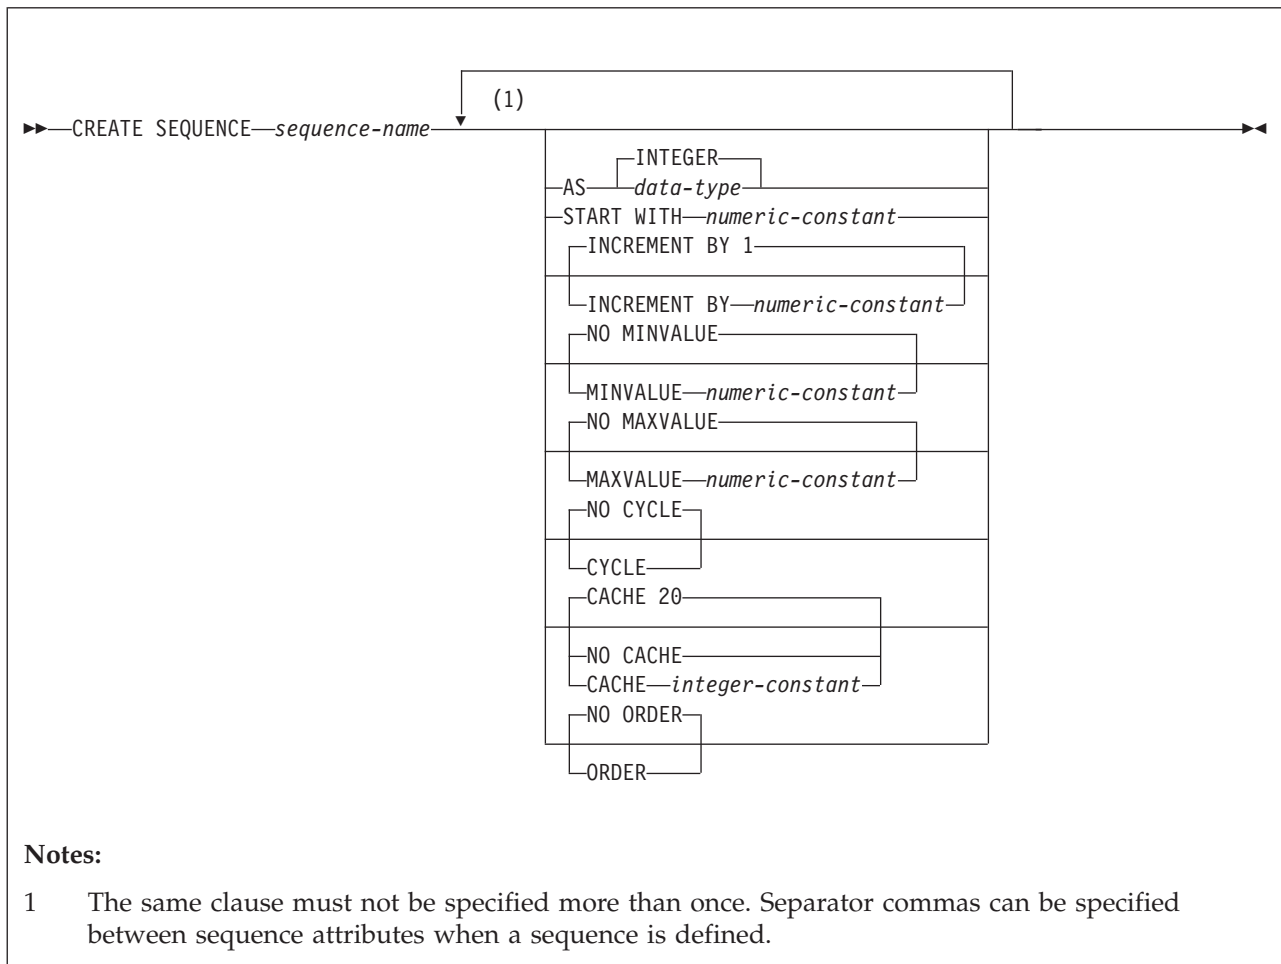 (1)
CREATE SEQUENCE sequence-name
INTEGER
AS data-type
START WITH numeric-constant
INCREMENT BY 1
INCREMENT BY numeric-constant
NO MINVALUE
MINVALUE numeric-constant
NO MAXVALUE
MAXVALUE numeric-constant
NO CYCLE
CYCLE
CACHE 20
NO CACHE
CACHE integer-constant
NO ORDER
ORDER
Notes:
1 The same clause must not be specified more than once. Separator commas can be specified
between sequence attributes when a sequence is defined.